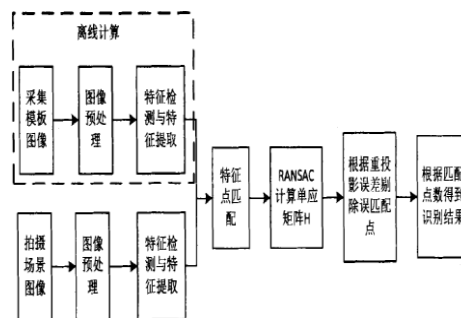 离线计算
采集
模板
图像
图像
预处
理
特征检
测与特
征提取
拍摄
场景
图像
图像
预处
理
特征检
测与特
征提取
特征
点匹
配
RANSAC
计算单应
矩阵H
根据重投
影误差剔
除误匹配
点
根据匹配
点数得到
识别结果